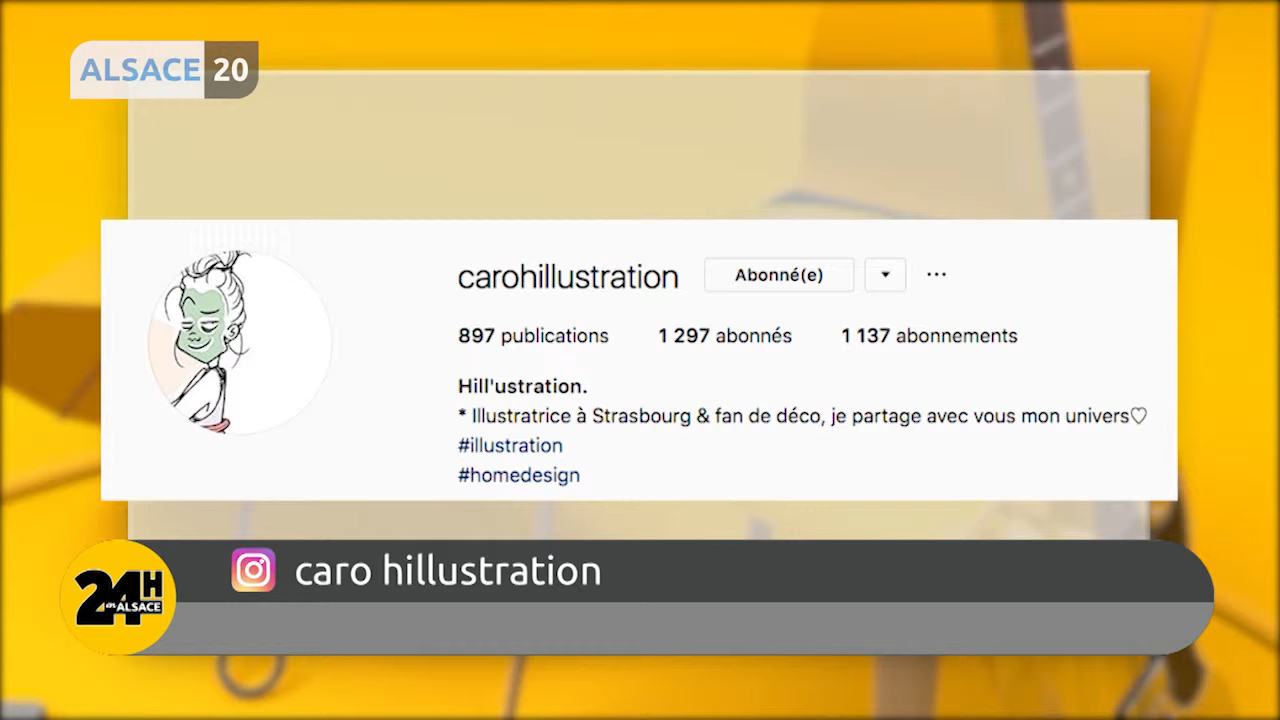 ALSACE 20
carohillustration Abonné(e) ...
897 publications 1 297 abonnés 1 137 abonnements
Hill'ustration.
* Illustratrice à Strasbourg & fan de déco, je partage avec vous mon univers♡
#illustration
#homedesign
caro hillustration
24H
en ALSACE